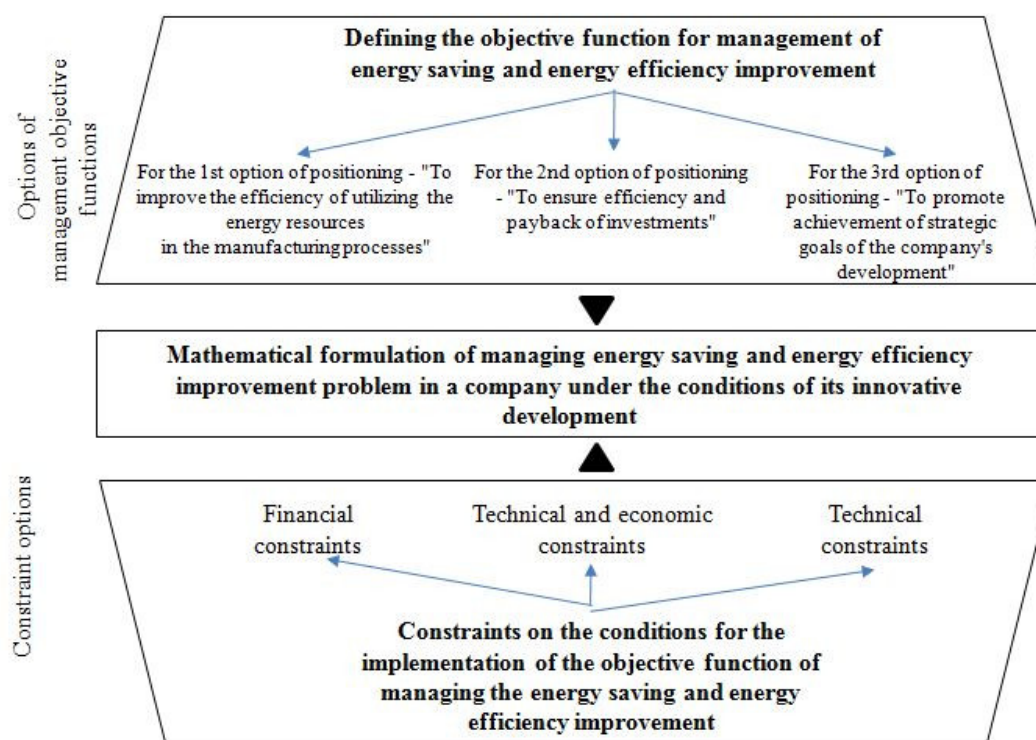 Options of
management objective
functions
Defining the objective function for management of
energy saving and energy efficiency improvement
For the 1st option of positioning - "To
improve the efficiency of utilizing the
energy resources
in the manufacturing processes"
For the 2nd option of positioning
- "To ensure efficiency and
payback of investments"
For the 3rd option of
positioning - "To promote
achievement of strategic
goals of the company's
development"
Mathematical formulation of managing energy saving and energy efficiency
improvement problem in a company under the conditions of its innovative
development
Constraint options
Financial
constraints
Technical and economic
constraints
Technical
constraints
Constraints on the conditions for the
implementation of the objective function of
managing the energy saving and energy
efficiency improvement